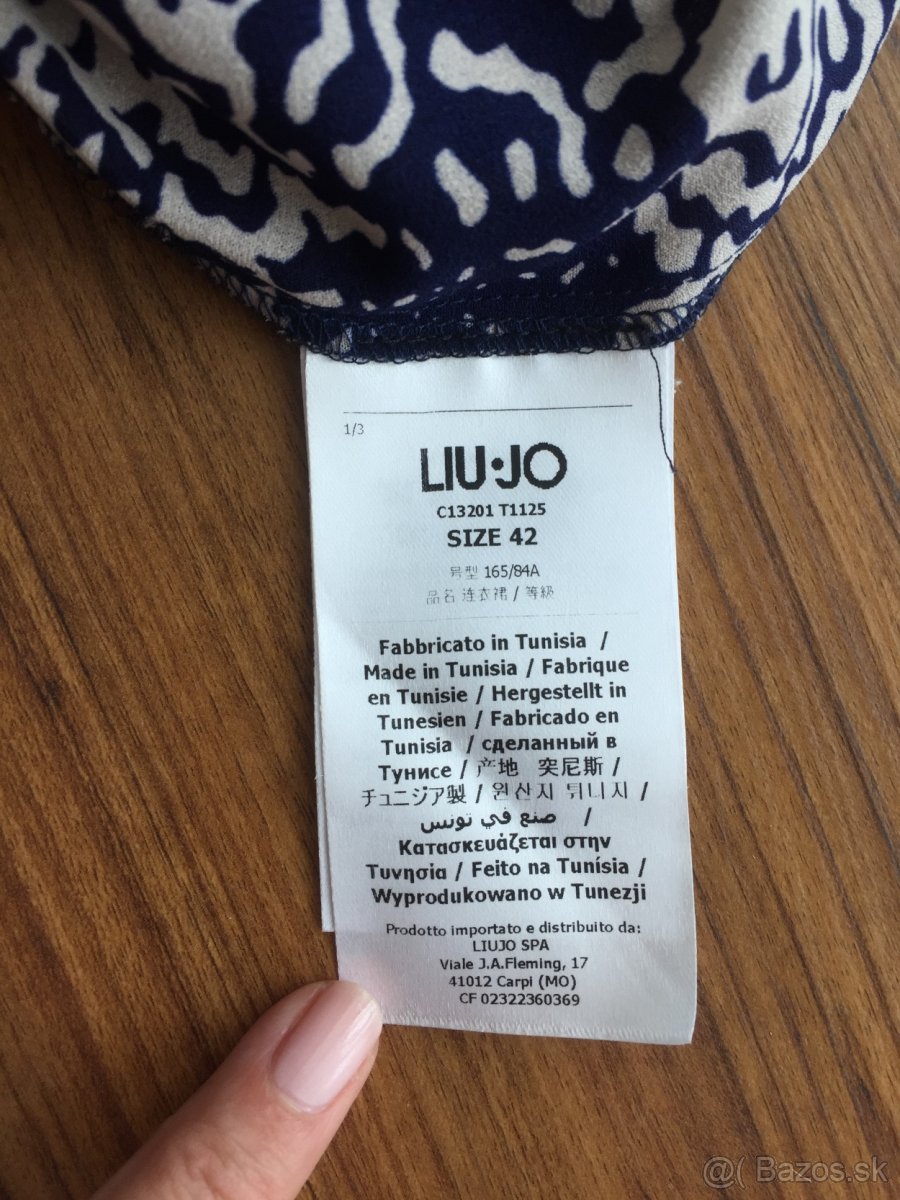 1/3
LIU·JO
C13201 T1125
SIZE 42
号型 165/84A
品名 连衣裙 / 等級
Fabbricato in Tunisia /
Made in Tunisia / Fabrique
en Tunisie / Hergestellt in
Tunesien / Fabricado en
Tunisia / сделанный в
Тунисе / 产地 突尼斯 /
チュニジア製 / 원산지 튀니지 /
صنع في تونس /
Κατασκευάζεται στην
Τυνησία / Feito na Tunísia /
Wyprodukowano w Tunezji
Prodotto importato e distribuito da:
LIUJO SPA
Viale J.A.Fleming, 17
41012 Carpi (MO)
CF 02322360369
@( Bazos.sk